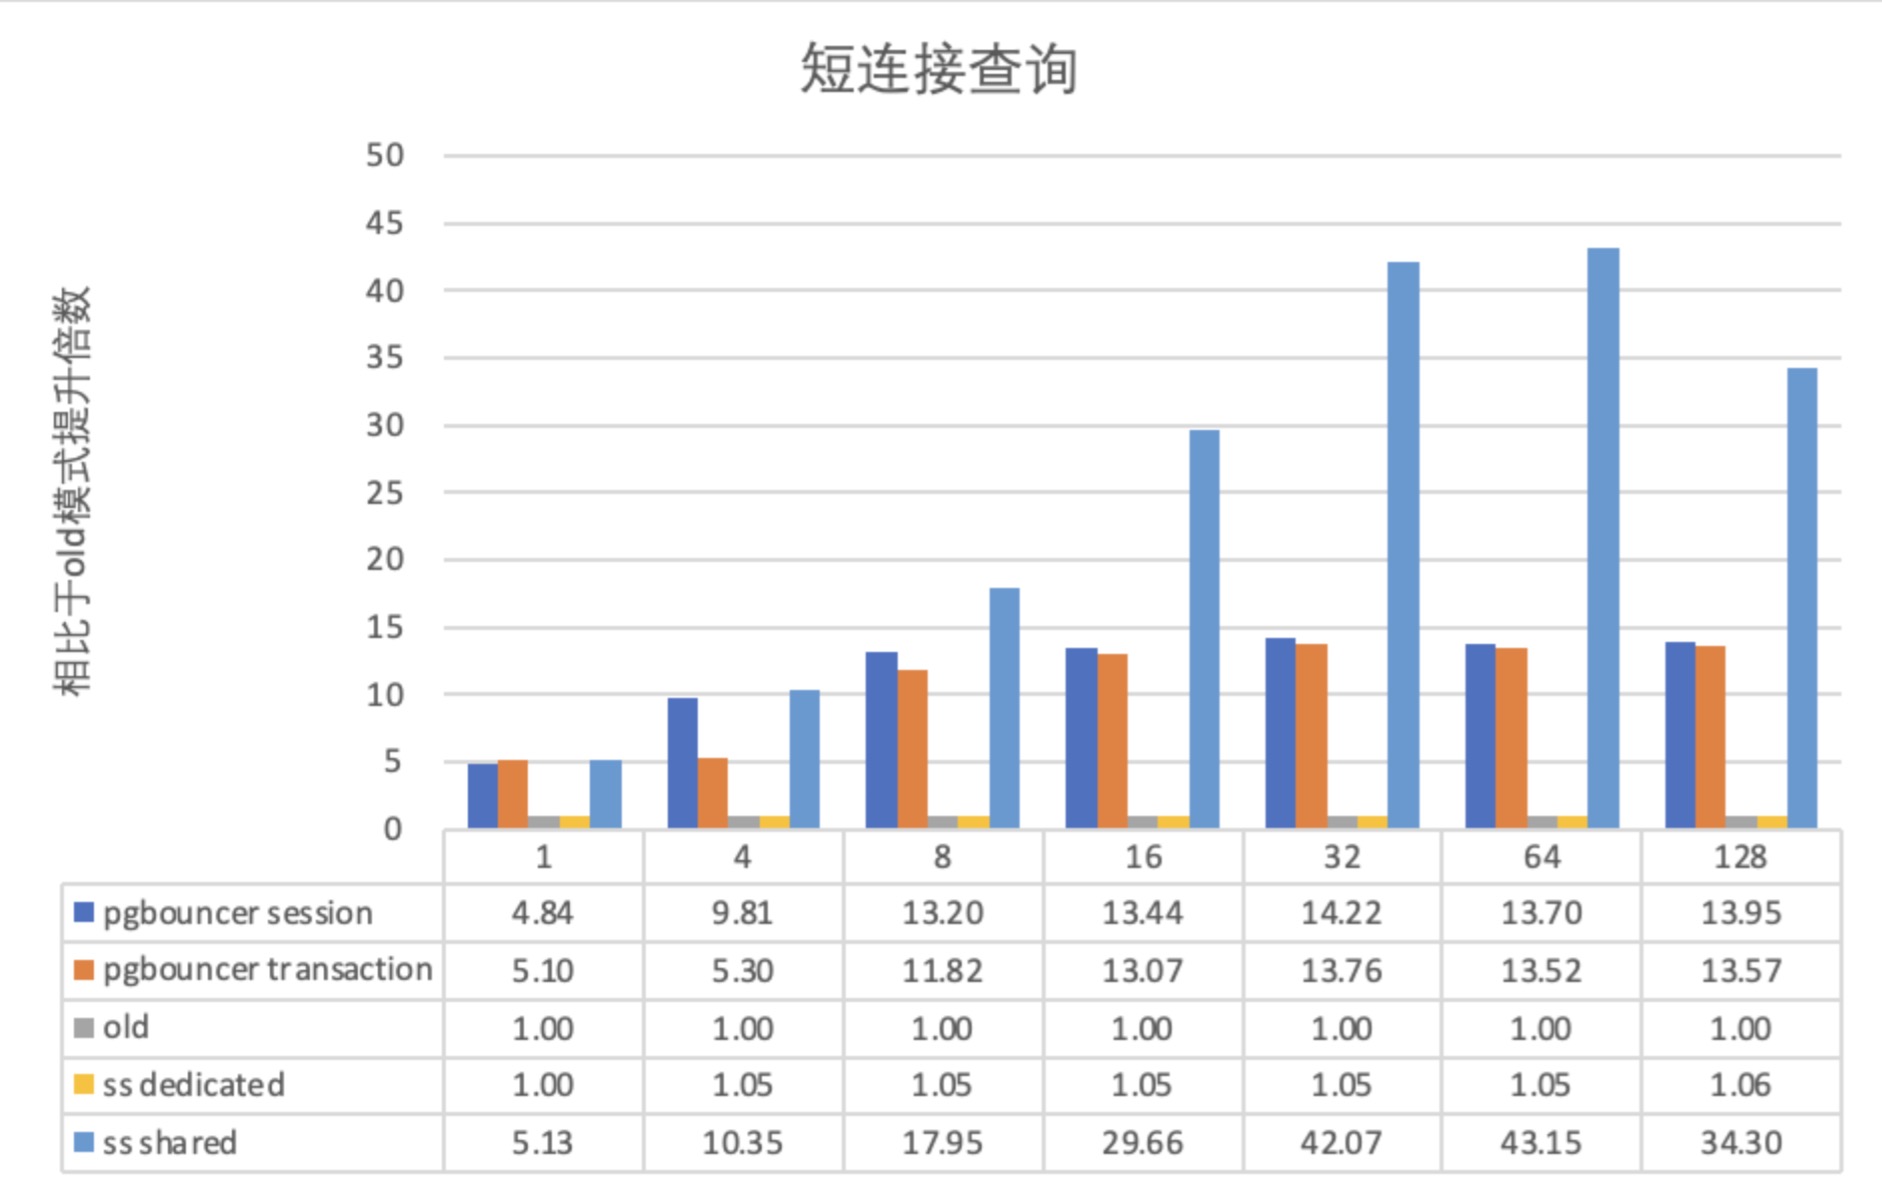 短连接查询
相比于old模式提升倍数
50
45
40
35
30
25
20
15
10
5
0
1 4 8 16 32 64 128
pgbouncer session 4.84 9.81 13.20 13.44 14.22 13.70 13.95
pgbouncer transaction 5.10 5.30 11.82 13.07 13.76 13.52 13.57
old 1.00 1.00 1.00 1.00 1.00 1.00 1.00
ss dedicated 1.00 1.05 1.05 1.05 1.05 1.05 1.06
ss shared 5.13 10.35 17.95 29.66 42.07 43.15 34.30